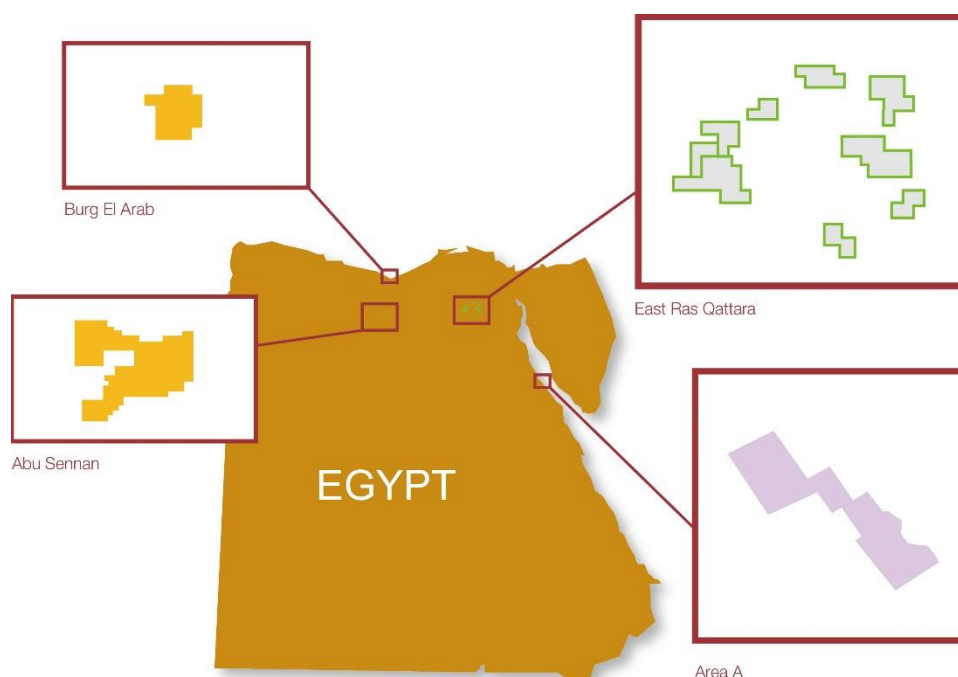 Burg El Arab
East Ras Qattara
Abu Sennan
EGYPT
Area A